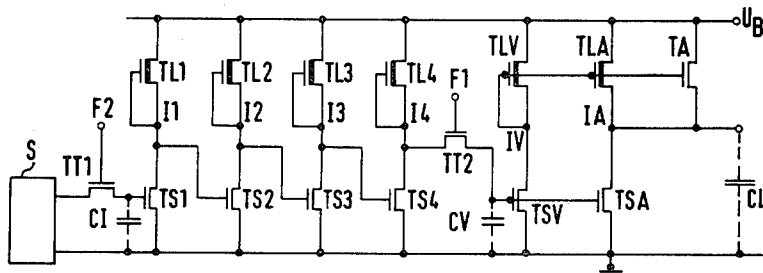 U_B
TLV TLA TA
TL1 TL2 TL3 TL4
F2 I1 I2 I3 I4 F1
S TT1 TT2 IV IA
CI TS1 TS2 TS3 TS4 CV TSV TSA CL